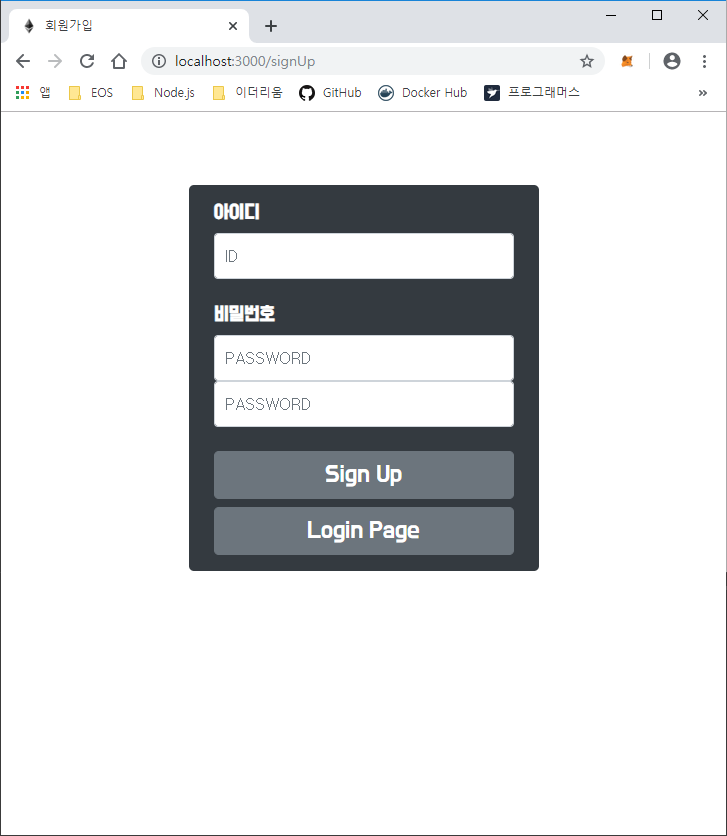 회원가입
localhost:3000/signUp
앱 EOS Node.js 이더리움 GitHub Docker Hub 프로그래머스 »
아이디
ID
비밀번호
PASSWORD
PASSWORD
Sign Up
Login Page